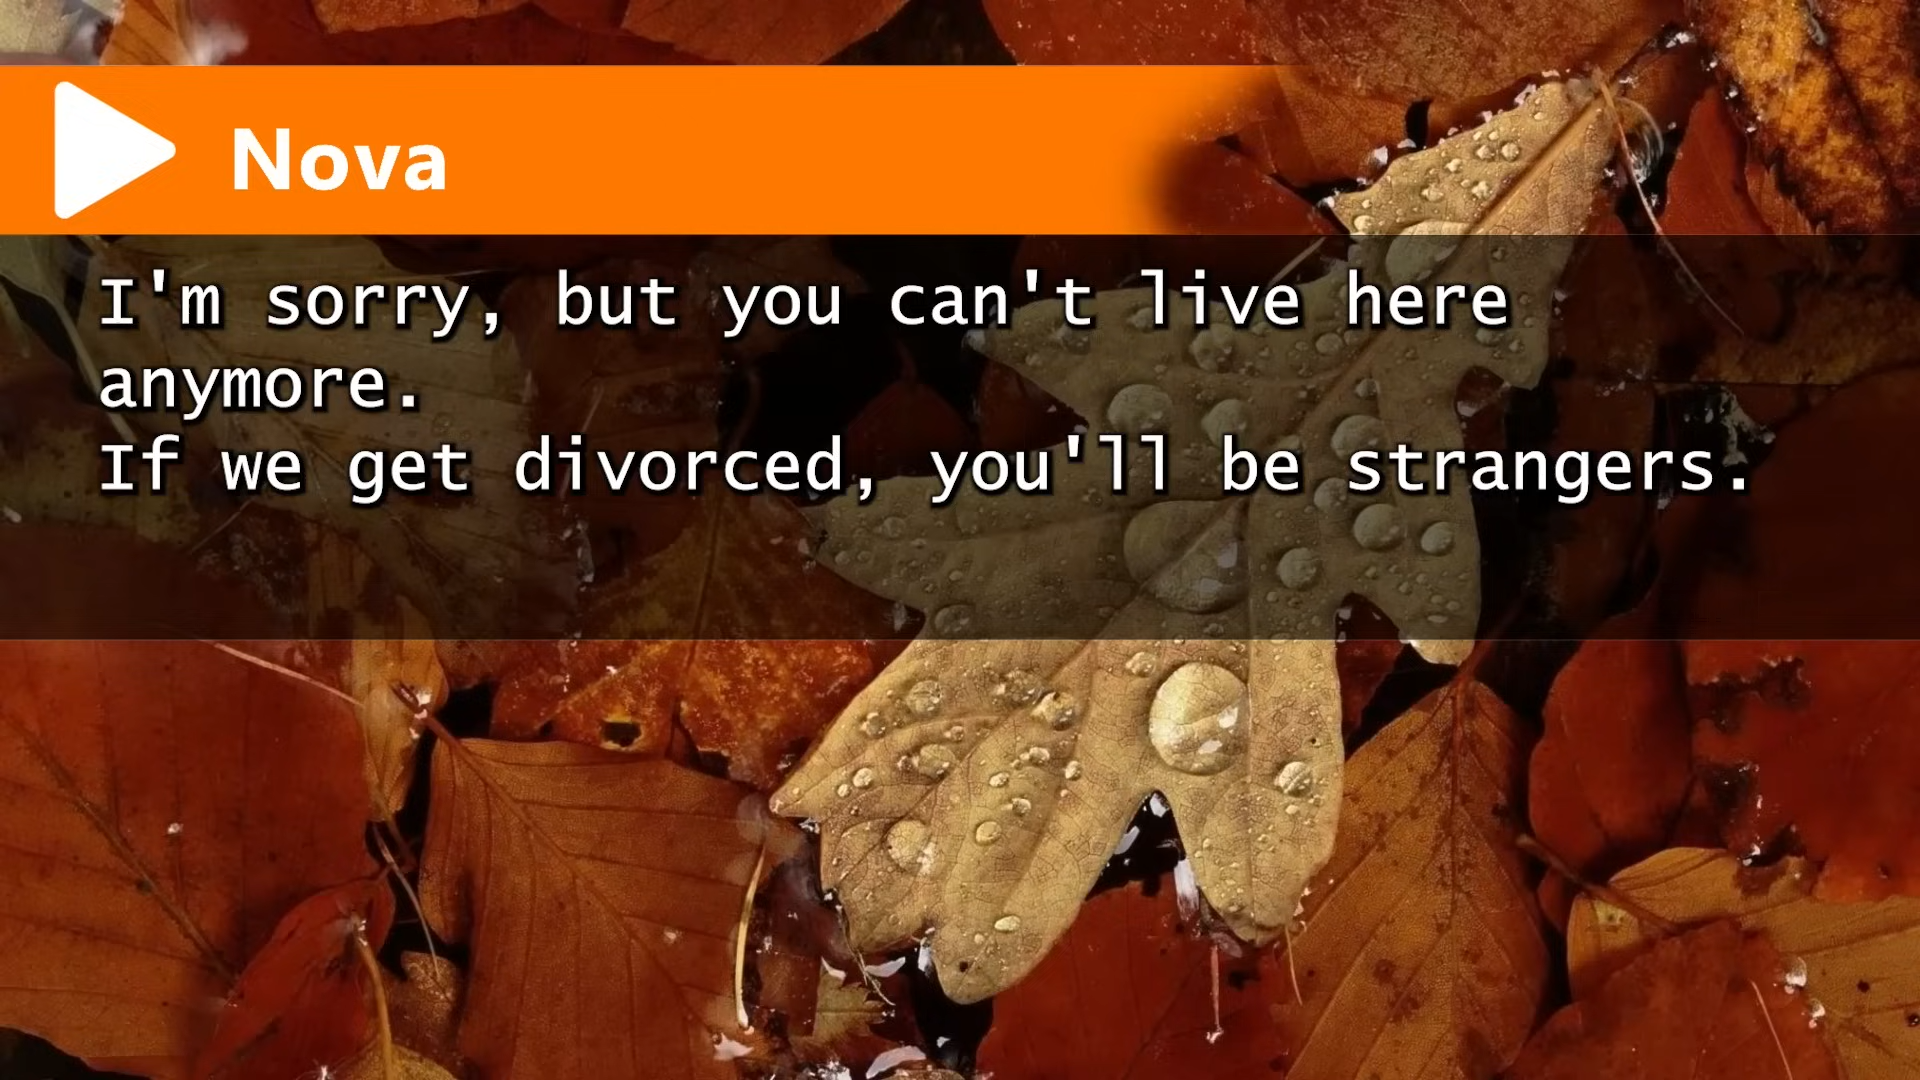 Nova
I'm sorry, but you can't live here
anymore.
If we get divorced, you'll be strangers.